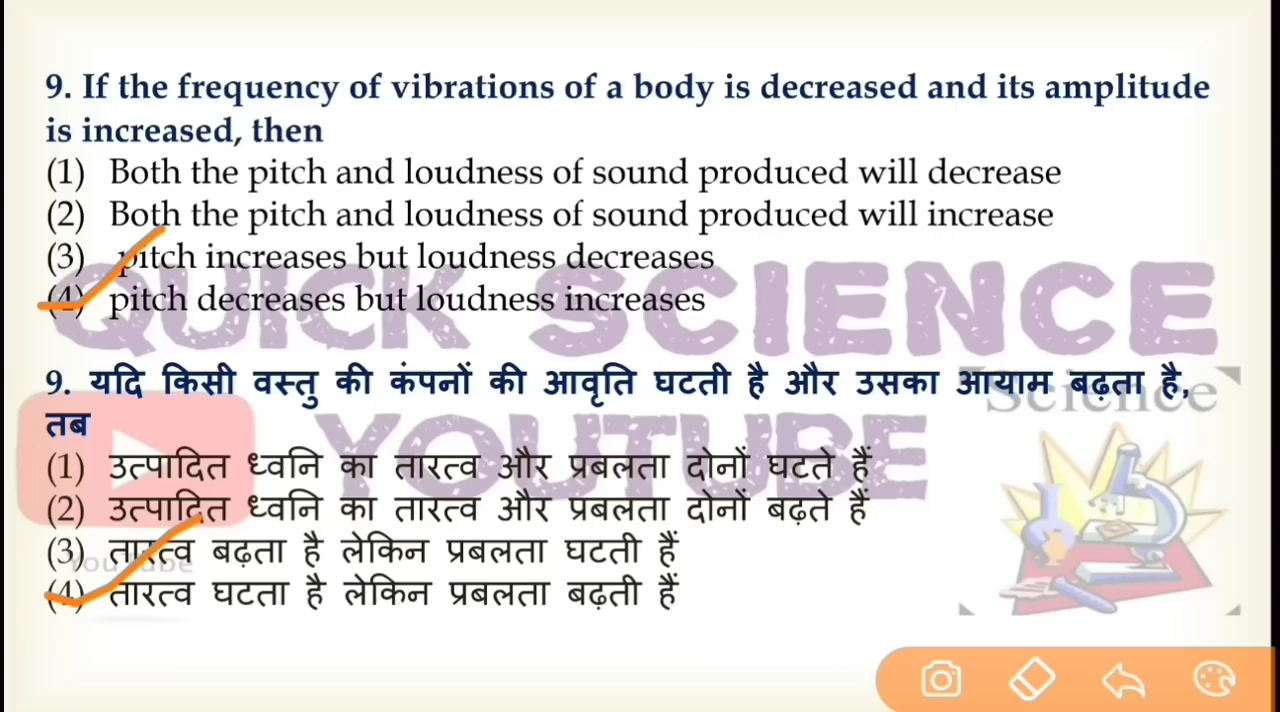 9. If the frequency of vibrations of a body is decreased and its amplitude
is increased, then
(1) Both the pitch and loudness of sound produced will decrease
(2) Both the pitch and loudness of sound produced will increase
(3) pitch increases but loudness decreases
(4) pitch decreases but loudness increases
QUICK SCIENCE
9. यदि किसी वस्तु की कंपनों की आवृति घटती है और उसका आयाम बढ़ता है,
तब
Science
YOUTUBE
(1) उत्पादित ध्वनि का तारत्व और प्रबलता दोनों घटते हैं
(2) उत्पादित ध्वनि का तारत्व और प्रबलता दोनों बढ़ते हैं
(3) तारत्व बढ़ता है लेकिन प्रबलता घटती हैं
YouTube
(4) तारत्व घटता है लेकिन प्रबलता बढ़ती हैं